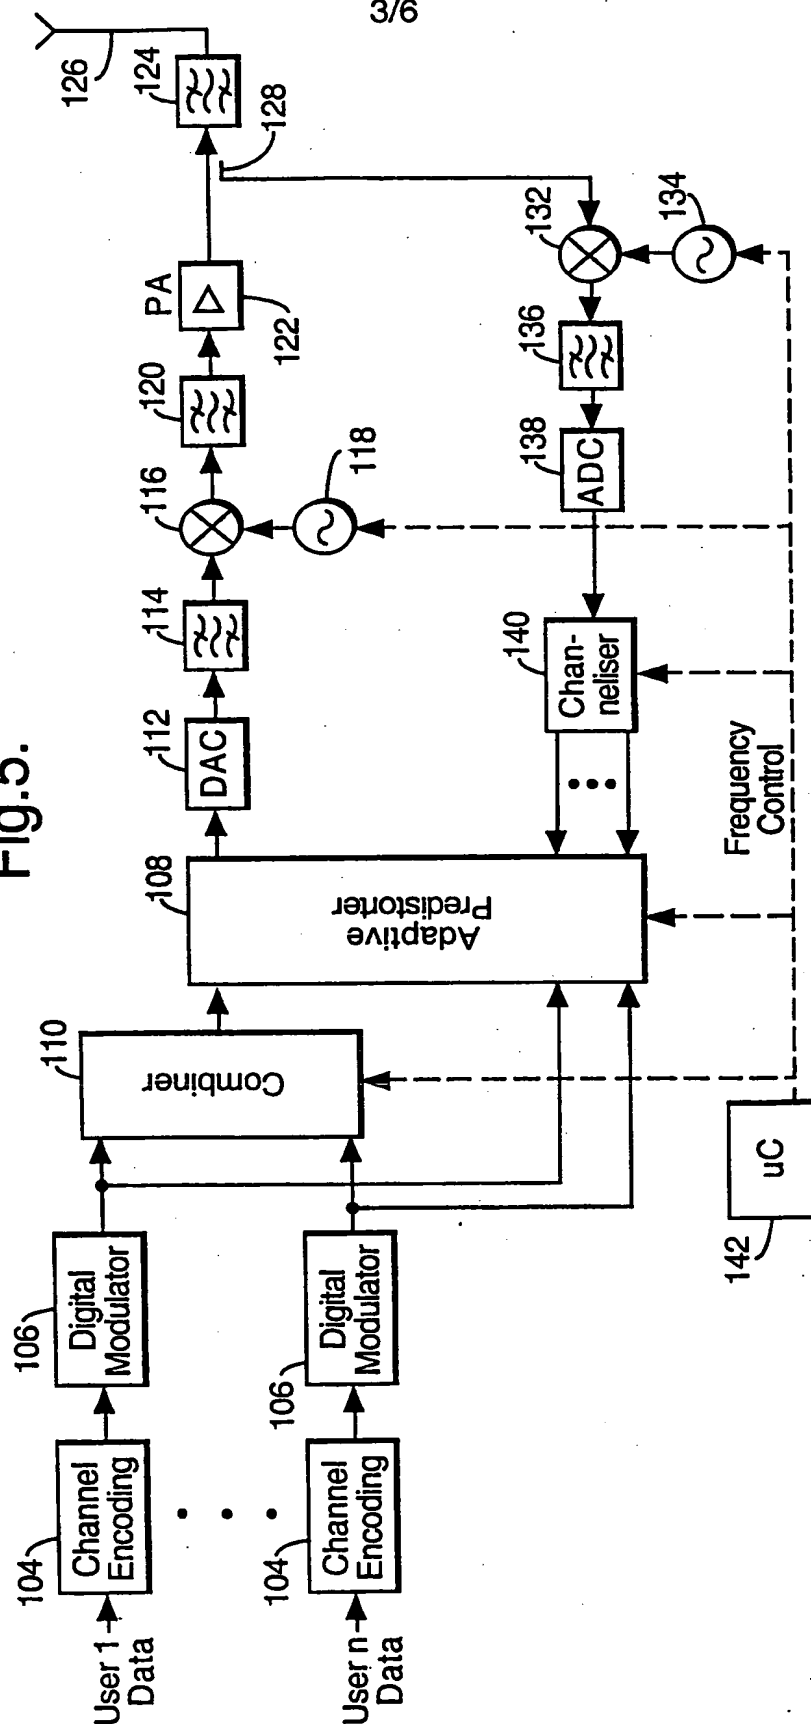 3/6
Fig.5.
User 1
Data
104
Channel
Encoding
106
Digital
Modulator
User n
Data
104
Channel
Encoding
106
Digital
Modulator
110
Combiner
108
Adaptive
Predistorter
112
DAC
114
116
118
120
PA
122
124
126
128
132
134
136
138
ADC
140
Chan-
neliser
Frequency
Control
142
uC